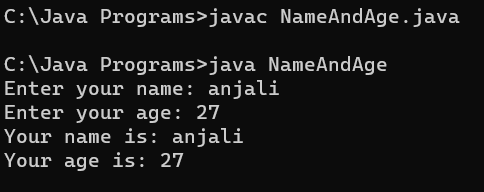 C:\Java Programs>javac NameAndAge.java
C:\Java Programs>java NameAndAge
Enter your name: anjali
Enter your age: 27
Your name is: anjali
Your age is: 27